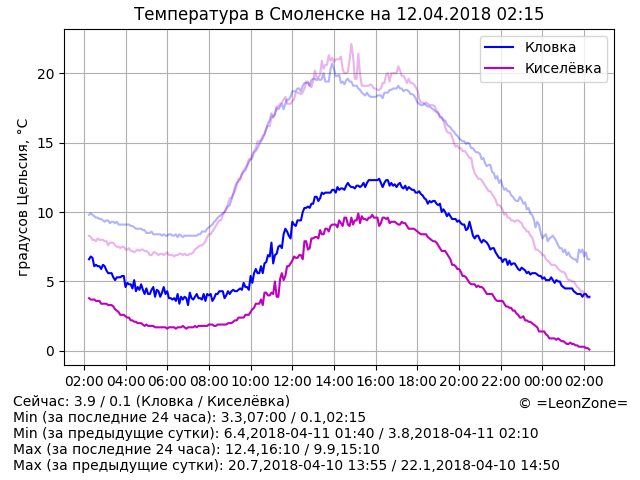 Температура в Смоленске на 12.04.2018 02:15
Кловка
Киселёвка
градусов Цельсия, °C
20
15
10
5
0
02:00 04:00 06:00 08:00 10:00 12:00 14:00 16:00 18:00 20:00 22:00 00:00 02:00
Сейчас: 3.9 / 0.1 (Кловка / Киселёвка)
© =LeonZone=
Min (за последние 24 часа): 3.3,07:00 / 0.1,02:15
Min (за предыдущие сутки): 6.4,2018-04-11 01:40 / 3.8,2018-04-11 02:10
Max (за последние 24 часа): 12.4,16:10 / 9.9,15:10
Max (за предыдущие сутки): 20.7,2018-04-10 13:55 / 22.1,2018-04-10 14:50